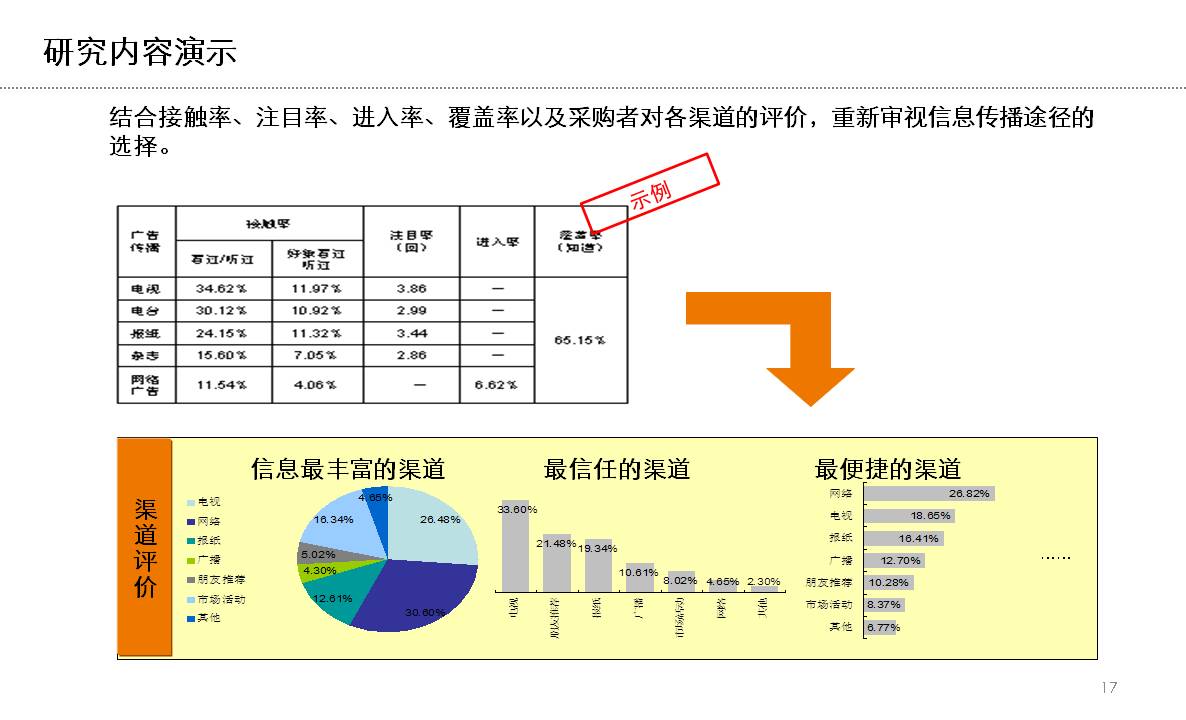 研究内容演示
结合接触率、注目率、进入率、覆盖率以及采购者对各渠道的评价，重新审视信息传播途径的
选择。
示例
广告
传播
接触率
看过/听过
好象看过
听过
注目率
(回)
进入率
覆盖率
(知道)
电视 34.62% 11.97% 3.86 —
电台 30.12% 10.92% 2.99 —
报纸 24.15% 11.32% 3.44 —
65.15%
杂志 15.60% 7.05% 2.86 —
网络
广告
11.54% 4.06% — 6.62%
渠道评价
信息最丰富的渠道
电视
网络
报纸
广播
朋友推荐
市场活动
其他
4.65%
26.48%
16.34%
5.02%
4.30%
12.61%
30.60%
最信任的渠道
33.60%
21.48%
19.34%
10.61%
8.02%
4.65%
2.30%
电视
朋友推荐
报纸
广播
市场活动
网络
其他
最便捷的渠道
网络 26.82%
电视 18.65%
报纸 16.41%
广播 12.70%
朋友推荐 10.28%
市场活动 8.37%
其他 6.77%
……
17